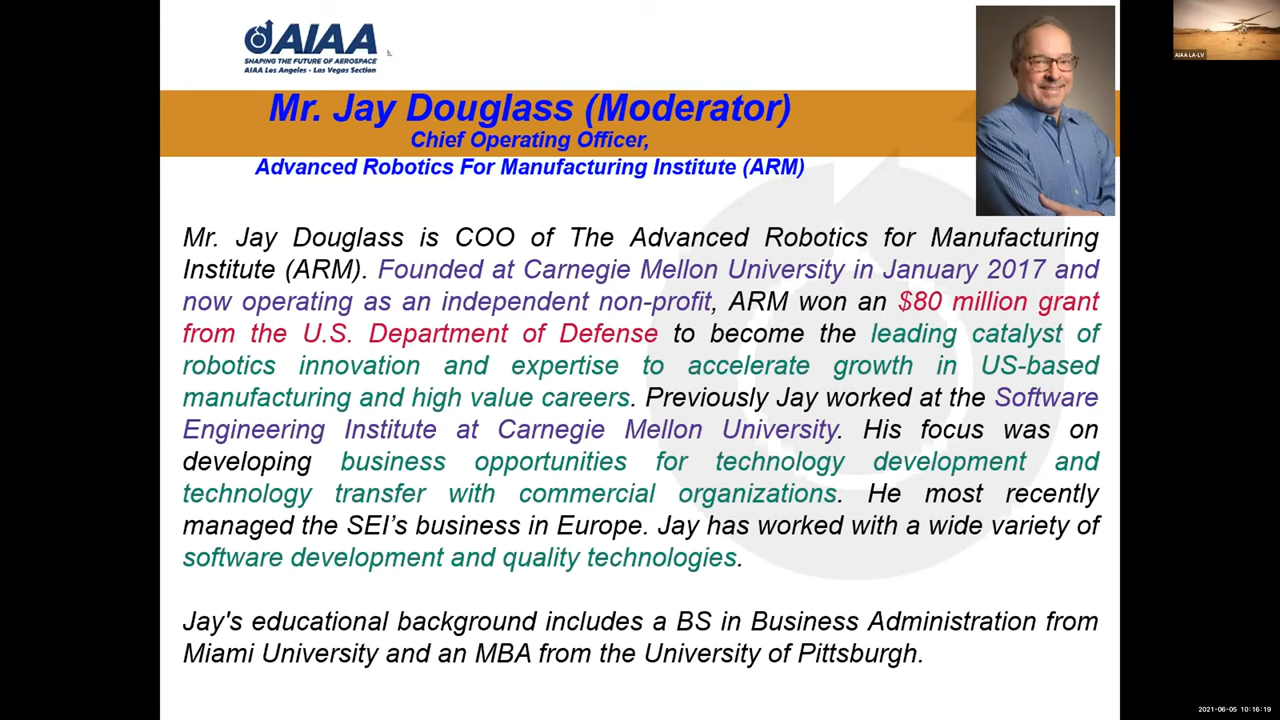 AIAA
SHAPING THE FUTURE OF AEROSPACE
AIAA Los Angeles - Las Vegas Section
AIAA LA-LV
Mr. Jay Douglass (Moderator)
Chief Operating Officer,
Advanced Robotics For Manufacturing Institute (ARM)
Mr. Jay Douglass is COO of The Advanced Robotics for Manufacturing
Institute (ARM). Founded at Carnegie Mellon University in January 2017 and
now operating as an independent non-profit, ARM won an $80 million grant
from the U.S. Department of Defense to become the leading catalyst of
robotics innovation and expertise to accelerate growth in US-based
manufacturing and high value careers. Previously Jay worked at the Software
Engineering Institute at Carnegie Mellon University. His focus was on
developing business opportunities for technology development and
technology transfer with commercial organizations. He most recently
managed the SEI's business in Europe. Jay has worked with a wide variety of
software development and quality technologies.
Jay's educational background includes a BS in Business Administration from
Miami University and an MBA from the University of Pittsburgh.
2021-06-05 10:16:19